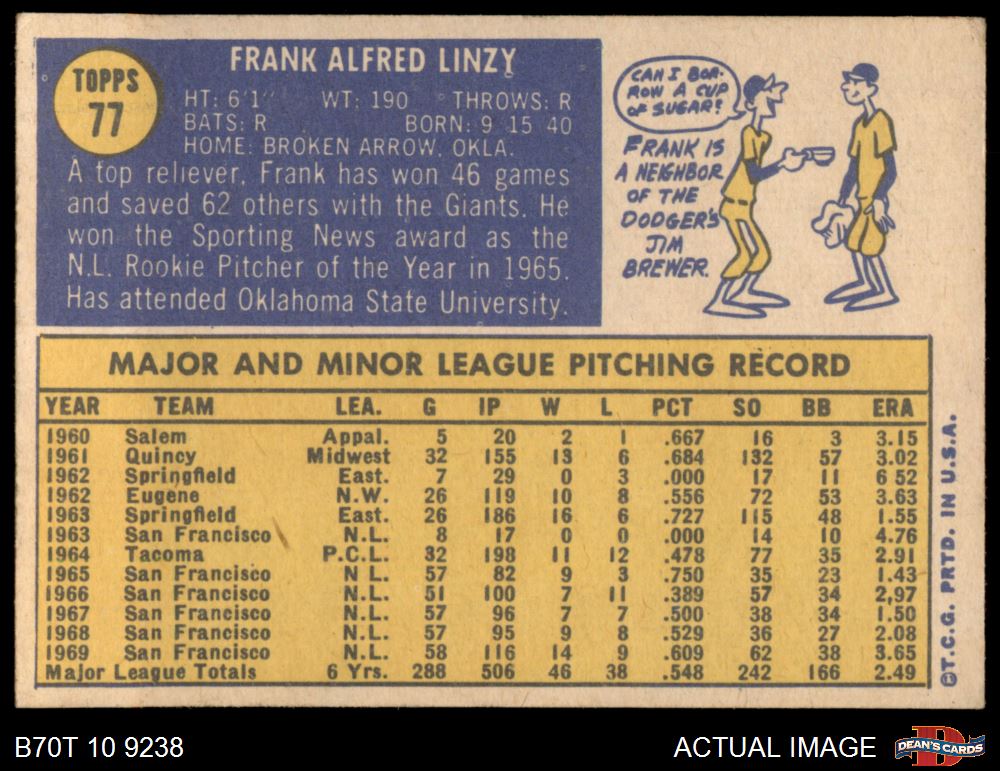 TOPPS
77
FRANK ALFRED LINZY
HT: 6'1" WT: 190 THROWS: R
BATS: R BORN: 9 15 40
HOME: BROKEN ARROW, OKLA.
A top reliever, Frank has won 46 games
and saved 62 others with the Giants. He
won the Sporting News award as the
N.L. Rookie Pitcher of the Year in 1965.
Has attended Oklahoma State University.
CAN I BOR-
ROW A CUP
OF SUGAR?
FRANK IS
A NEIGHBOR
OF THE
DODGER'S
JIM
BREWER.
MAJOR AND MINOR LEAGUE PITCHING RECORD
YEAR TEAM LEA. G IP W L PCT SO BB ERA
1960 Salem Appal. 5 20 2 1 .667 16 3 3.15
1961 Quincy Midwest 32 155 13 6 .684 132 57 3.02
1962 Springfield East. 7 29 0 3 .000 17 11 6 52
1962 Eugene N.W. 26 119 10 8 .556 72 53 3.63
1963 Springfield East. 26 186 16 6 .727 115 48 1.55
1963 San Francisco N.L. 8 17 0 0 .000 14 10 4.76
1964 Tacoma P.C.L. 32 198 11 12 .478 77 35 2.91
1965 San Francisco N L. 57 82 9 3 .750 35 23 1.43
1966 San Francisco N.L. 51 100 7 11 .389 57 34 2,97
1967 San Francisco N.L. 57 96 7 7 .500 38 34 1.50
1968 San Francisco N.L. 57 95 9 8 .529 36 27 2.08
1969 San Francisco N.L. 58 116 14 9 .609 62 38 3.65
Major League Totals 6 Yrs. 288 506 46 38 .548 242 166 2.49
©T.C.G. PRTD. IN U.S.A.
B70T 10 9238
ACTUAL IMAGE
DEAN'S CARDS